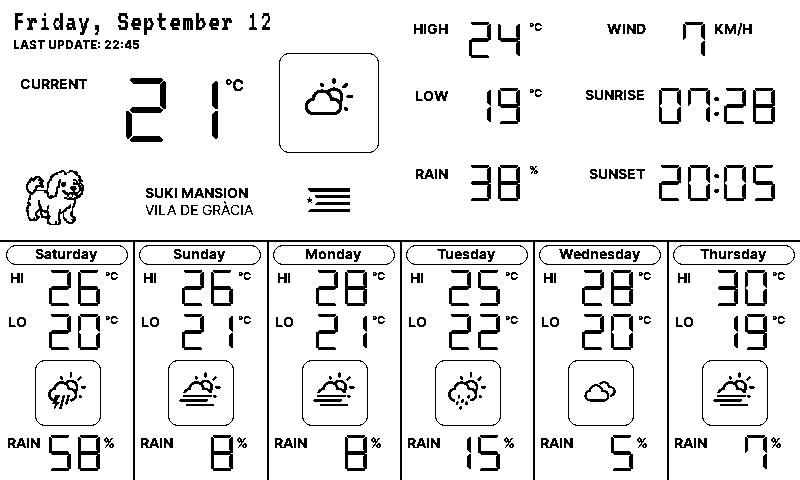 Friday, September 12
LAST UPDATE: 22:45
CURRENT 21 °C
HIGH 24 °C
WIND 7 KM/H
LOW 19 °C
SUNRISE 07:28
RAIN 38 %
SUNSET 20:05
SUKI MANSION
VILA DE GRÀCIA
Saturday
HI 26 °C
LO 20 °C
RAIN 58 %
Sunday
HI 26 °C
LO 21 °C
RAIN 8 %
Monday
HI 28 °C
LO 21 °C
RAIN 8 %
Tuesday
HI 25 °C
LO 22 °C
RAIN 15 %
Wednesday
HI 28 °C
LO 20 °C
RAIN 5 %
Thursday
HI 30 °C
LO 19 °C
RAIN 7 %